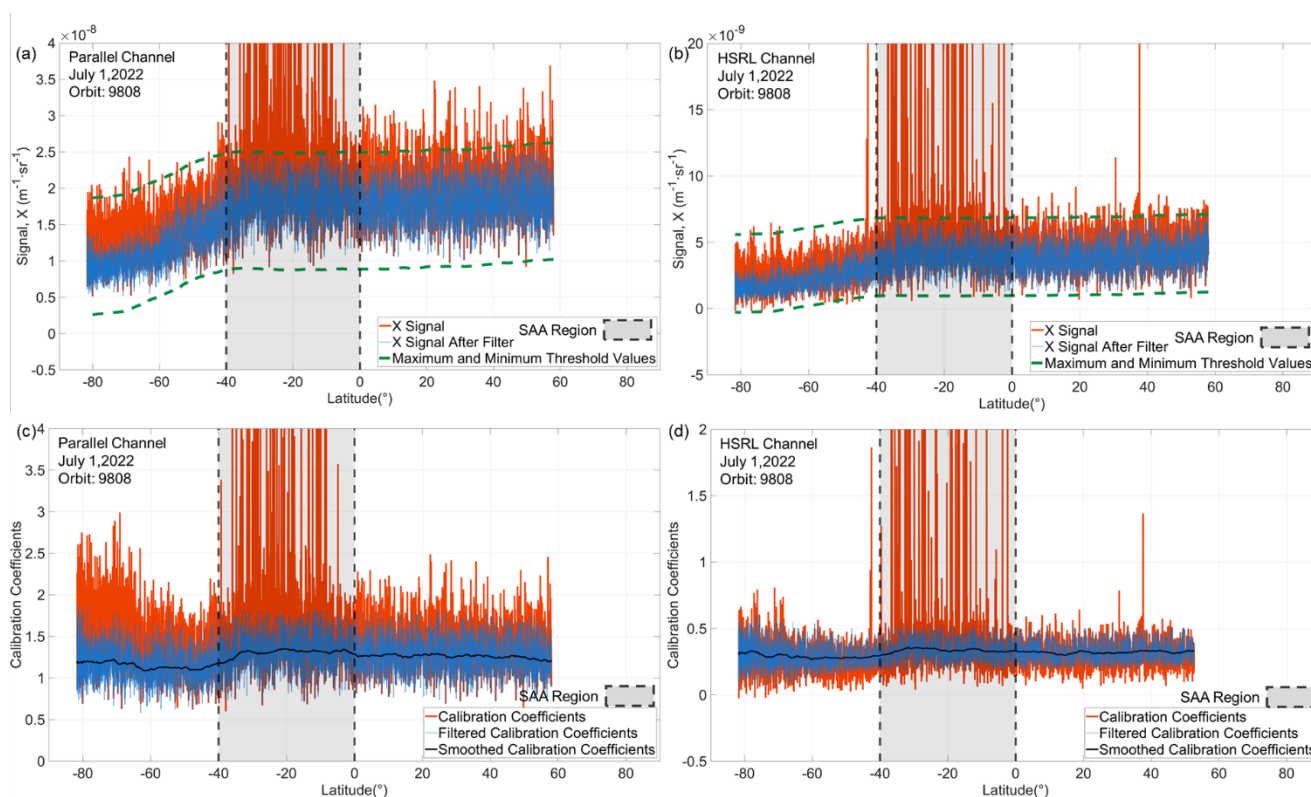 ×10⁻⁸
(a)
Parallel Channel
July 1,2022
Orbit: 9808
Signal, X (m⁻¹·sr⁻¹)
4
3.5
3
2.5
2
1.5
1
0.5
0
-0.5
X Signal
X Signal After Filter
Maximum and Minimum Threshold Values
SAA Region
-80 -60 -40 -20 0 20 40 60 80
Latitude(°)
×10⁻⁹
(b)
HSRL Channel
July 1,2022
Orbit: 9808
Signal, X (m⁻¹·sr⁻¹)
20
15
10
5
0
-5
X Signal
X Signal After Filter
Maximum and Minimum Threshold Values
SAA Region
-80 -60 -40 -20 0 20 40 60 80
Latitude(°)
(c)
Parallel Channel
July 1,2022
Orbit: 9808
Calibration Coefficients
4
3.5
3
2.5
2
1.5
1
0.5
0
SAA Region
Calibration Coefficients
Filtered Calibration Coefficients
Smoothed Calibration Coefficients
-80 -60 -40 -20 0 20 40 60 80
Latitude(°)
(d)
HSRL Channel
July 1,2022
Orbit: 9808
Calibration Coefficients
2
1.5
1
0.5
0
-0.5
SAA Region
Calibration Coefficients
Filtered Calibration Coefficients
Smoothed Calibration Coefficients
-80 -60 -40 -20 0 20 40 60 80
Latitude(°)